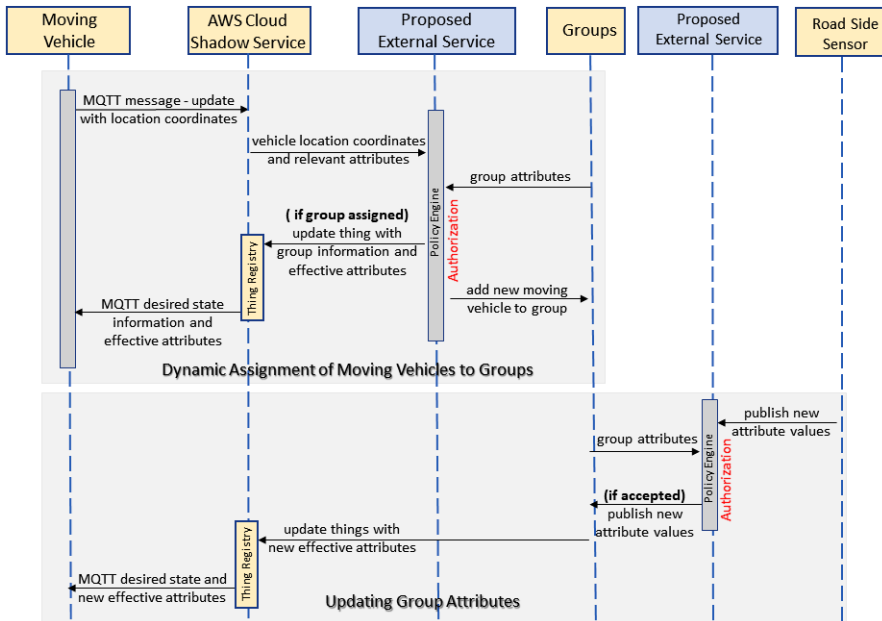 Moving
Vehicle
AWS Cloud
Shadow Service
Proposed
External Service
Groups
Proposed
External Service
Road Side
Sensor
MQTT message - update
with location coordinates
vehicle location coordinates
and relevant attributes
group attributes
( if group assigned)
update thing with
group information and
effective attributes
Policy Engine
Authorization
Thing Registry
add new moving
vehicle to group
MQTT desired state
information and
effective attributes
Dynamic Assignment of Moving Vehicles to Groups
publish new
attribute values
group attributes
Policy Engine
Authorization
(if accepted)
publish new
attribute values
update things with
new effective attributes
Thing Registry
MQTT desired state and
new effective attributes
Updating Group Attributes